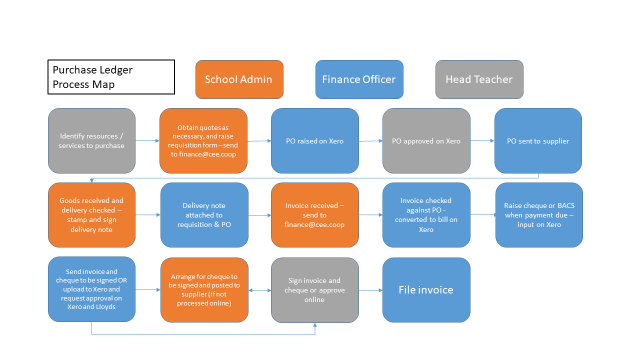 Purchase Ledger
Process Map
School Admin
Finance Officer
Head Teacher
Identify resources /
services to purchase
Obtain quotes as
necessary, and raise
requisition form – send
to finance@cee.coop
PO raised on Xero
PO approved on Xero
PO sent to supplier
Goods received and
delivery checked –
stamp and sign
delivery note
Delivery note
attached to
requisition & PO
Invoice received –
send to
finance@cee.coop
Invoice checked
against PO -
converted to bill on
Xero
Raise cheque or BACS
when payment due –
input on Xero
Send invoice and
cheque to be signed OR
upload to Xero and
request approval on
Xero and Lloyds
Arrange for cheque to
be signed and posted to
supplier (if not
processed online)
Sign invoice and
cheque or approve
online
File invoice